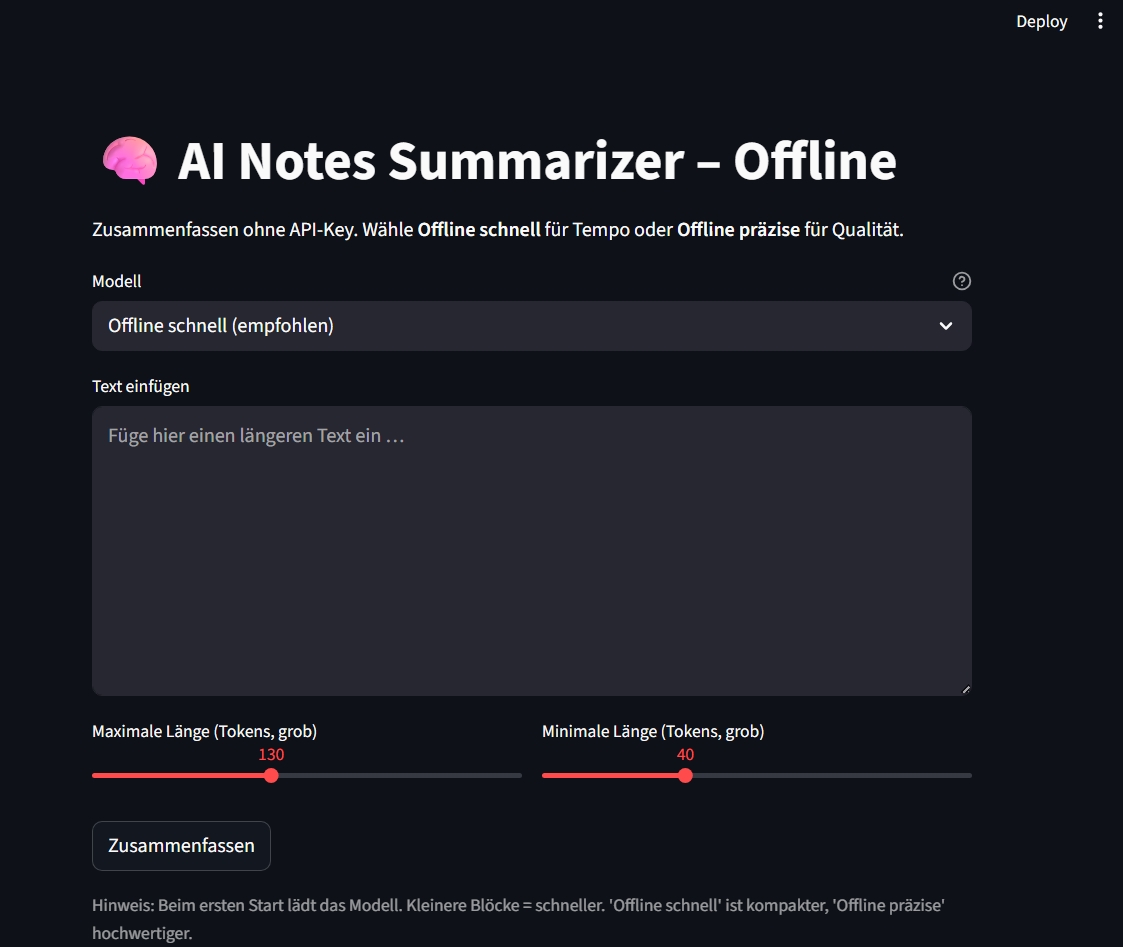 Deploy
AI Notes Summarizer – Offline
Zusammenfassen ohne API-Key. Wähle Offline schnell für Tempo oder Offline präzise für Qualität.
Modell
Offline schnell (empfohlen)
Text einfügen
Füge hier einen längeren Text ein …
Maximale Länge (Tokens, grob)
130
Minimale Länge (Tokens, grob)
40
Zusammenfassen
Hinweis: Beim ersten Start lädt das Modell. Kleinere Blöcke = schneller. 'Offline schnell' ist kompakter, 'Offline präzise'
hochwertiger.